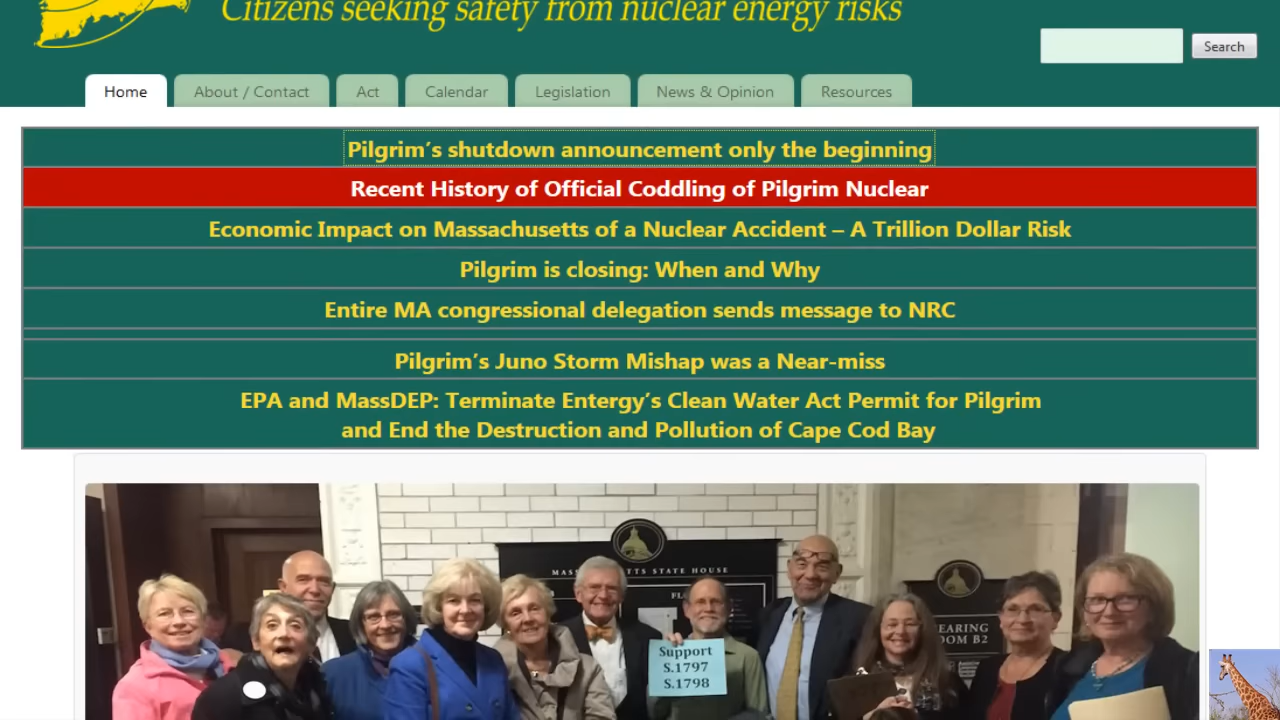 Citizens seeking safety from nuclear energy risks
Search
Home
About / Contact
Act
Calendar
Legislation
News & Opinion
Resources
Pilgrim's shutdown announcement only the beginning
Recent History of Official Coddling of Pilgrim Nuclear
Economic Impact on Massachusetts of a Nuclear Accident – A Trillion Dollar Risk
Pilgrim is closing: When and Why
Entire MA congressional delegation sends message to NRC
Pilgrim's Juno Storm Mishap was a Near-miss
EPA and MassDEP: Terminate Entergy's Clean Water Act Permit for Pilgrim
and End the Destruction and Pollution of Cape Cod Bay
STATE HOUSE
Support
S.1797
S.1798
B2